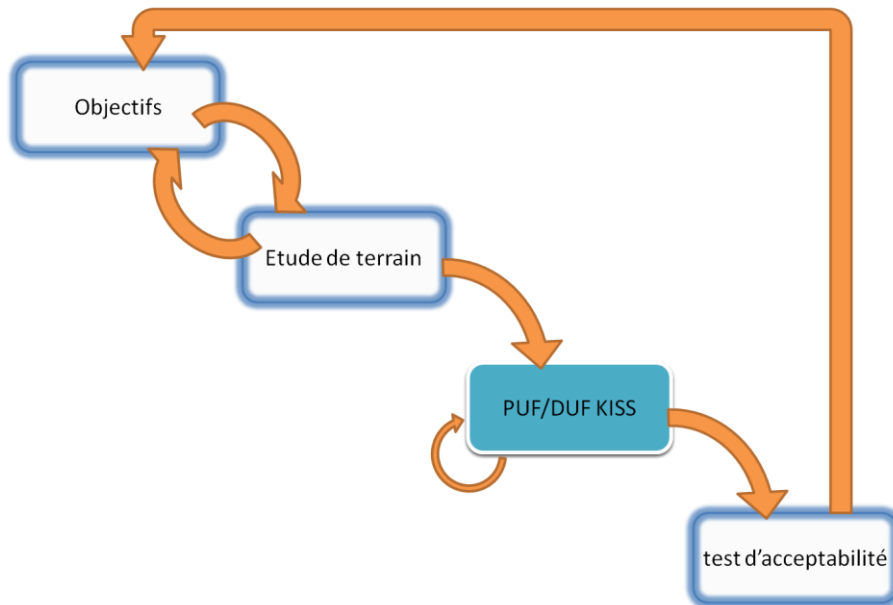 Objectifs
Etude de terrain
PUF/DUF KISS
test d'acceptabilité